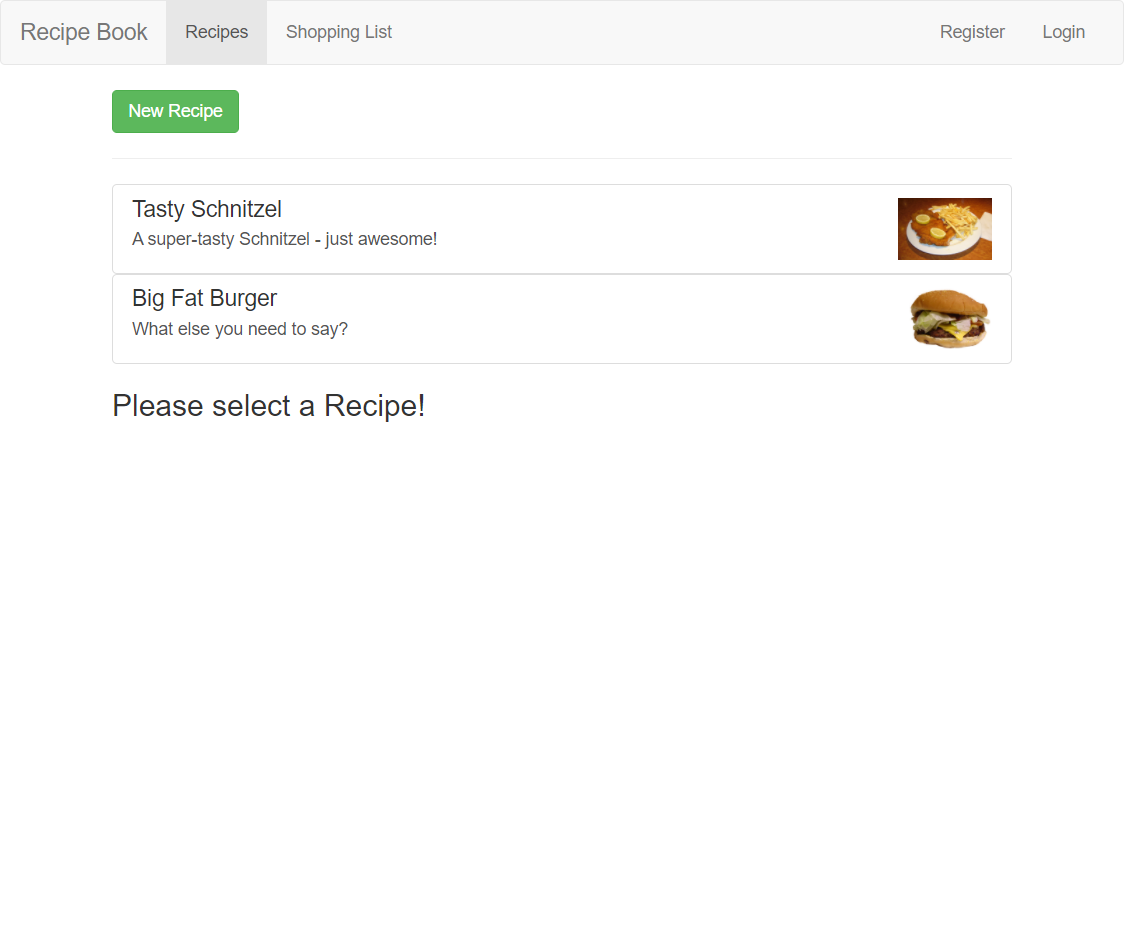 Recipe Book Recipes Shopping List Register Login
New Recipe
Tasty Schnitzel
A super-tasty Schnitzel - just awesome!
Big Fat Burger
What else you need to say?
Please select a Recipe!